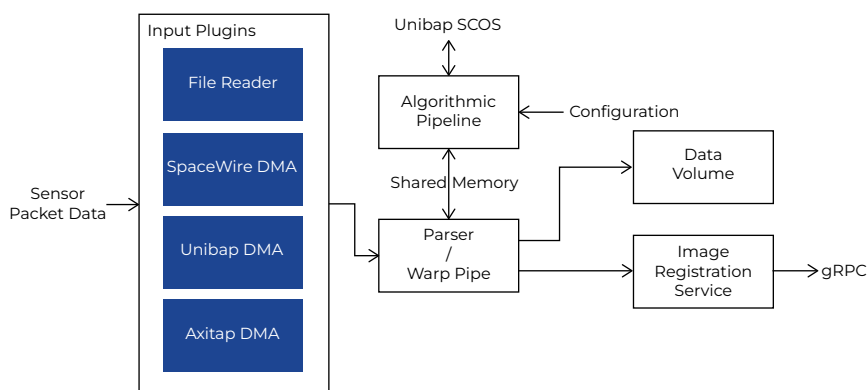 Input Plugins
File Reader
SpaceWire DMA
Unibap DMA
Axitap DMA
Sensor
Packet Data
Unibap SCOS
Algorithmic
Pipeline
Configuration
Shared Memory
Parser
/
Warp Pipe
Data
Volume
Image
Registration
Service
gRPC